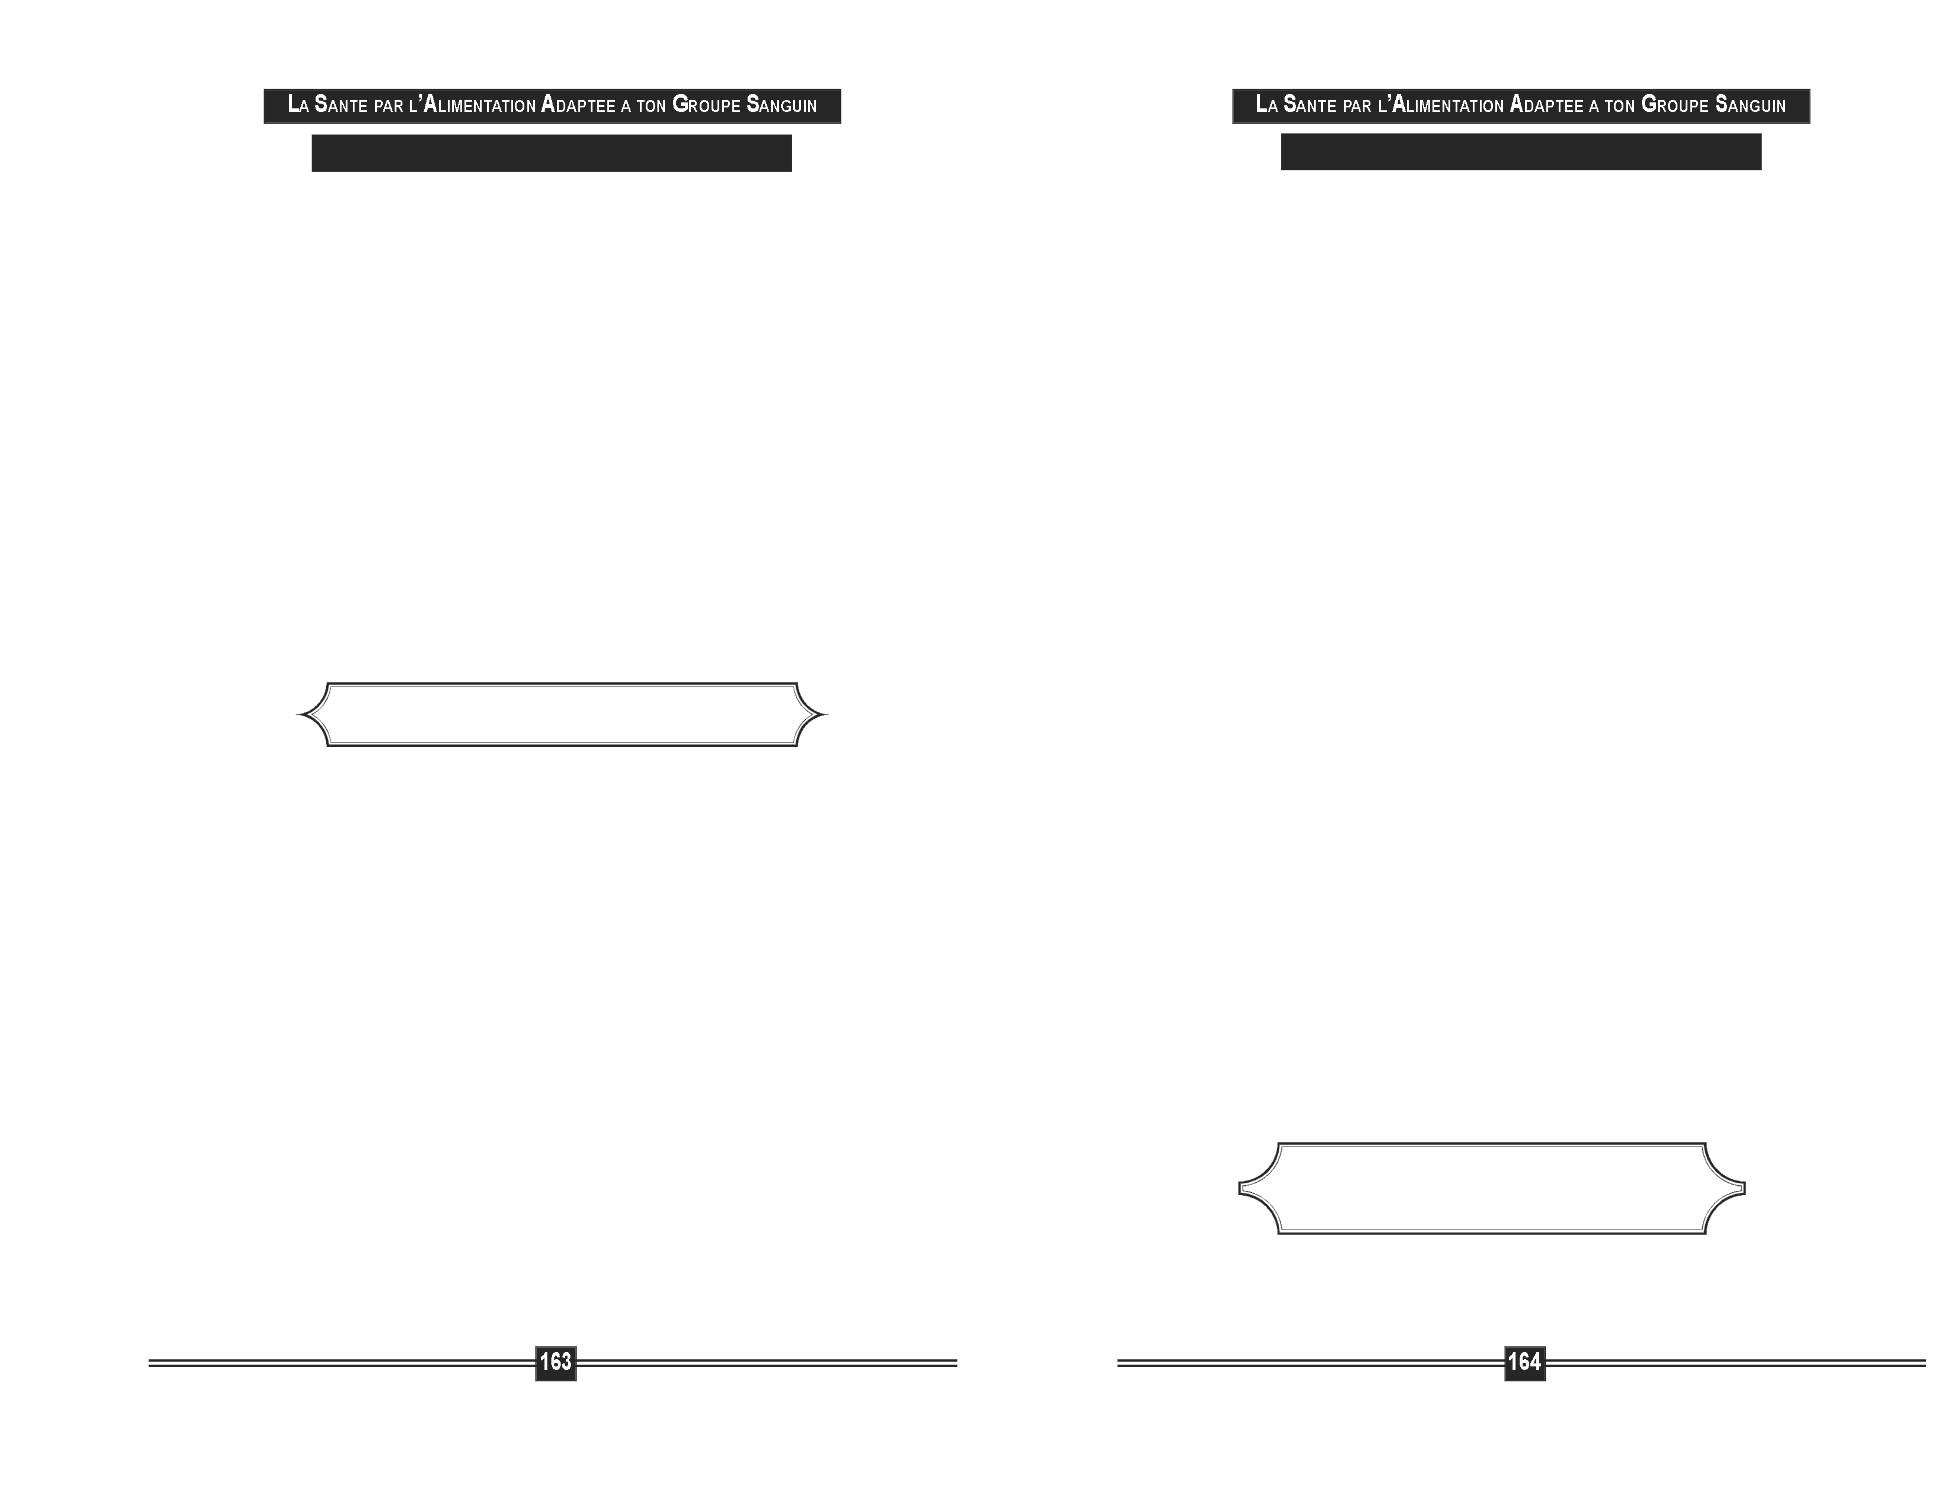 La Sante par l’Alimentation Adaptee a ton Groupe Sanguin
163
La Sante par l’Alimentation Adaptee a ton Groupe Sanguin
164